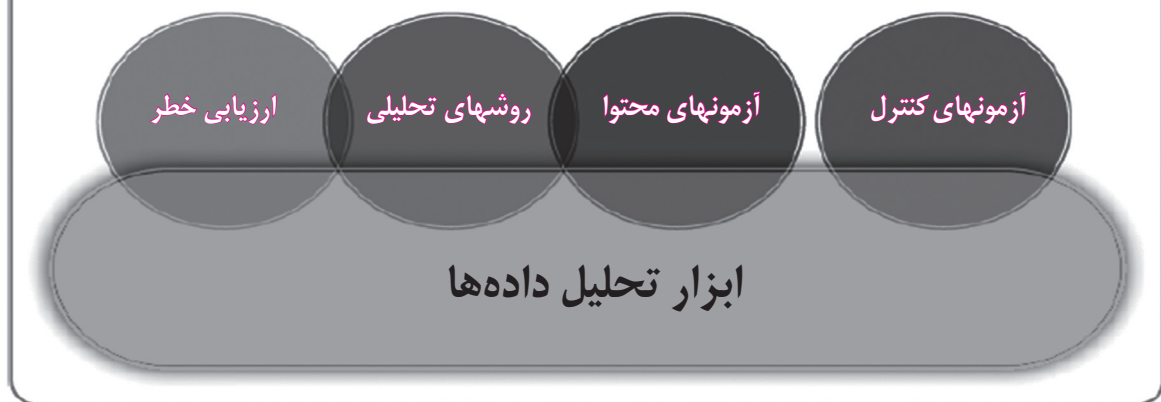 آزمونهای کنترل
آزمونهای محتوا
روشهای تحلیلی
ارزیابی خطر
ابزار تحلیل داده‌ها